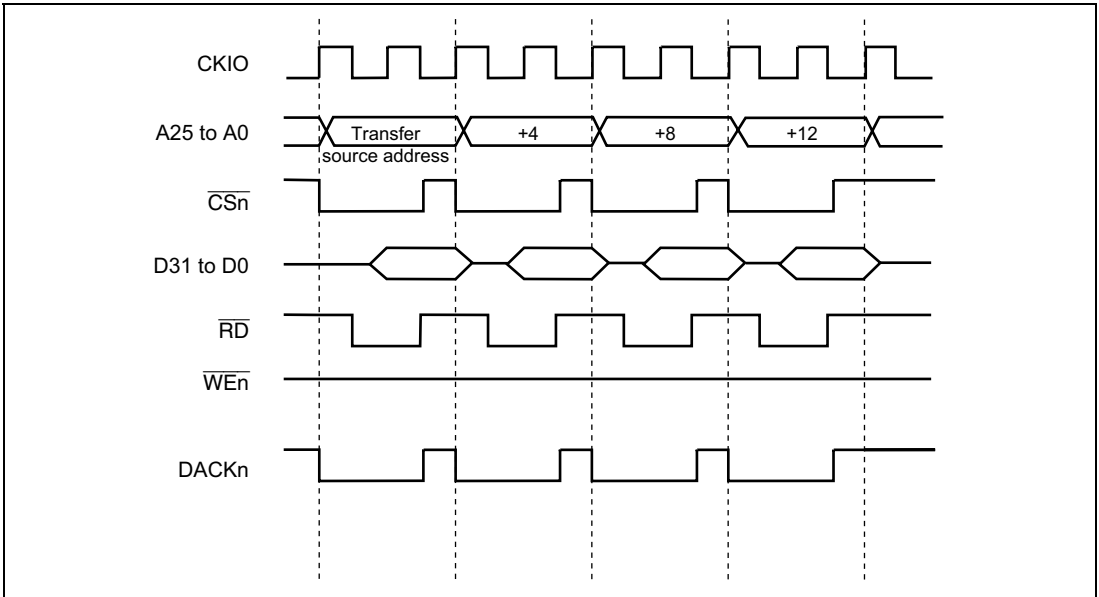 CKIO
A25 to A0
Transfer
source address
+4
+8
+12
CSn
D31 to D0
RD
WEn
DACKn